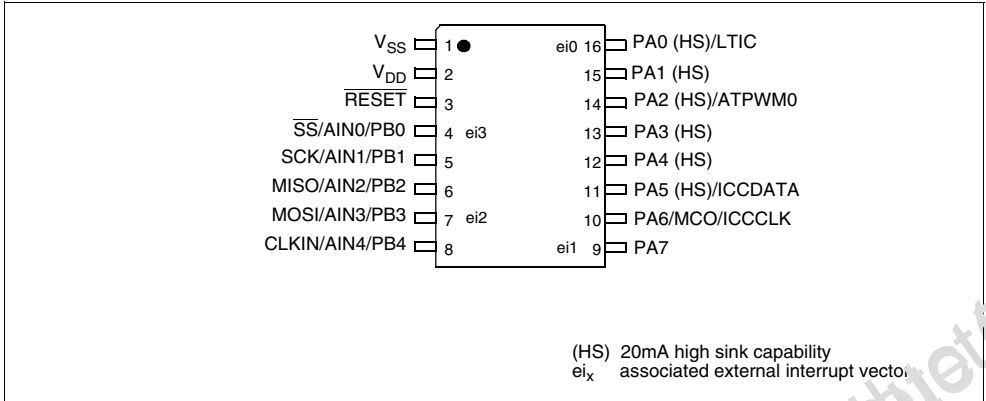 V_SS 1 ei0 16 PA0 (HS)/LTIC
V_DD 2 15 PA1 (HS)
RESET 3 14 PA2 (HS)/ATPWM0
SS/AIN0/PB0 4 ei3 13 PA3 (HS)
SCK/AIN1/PB1 5 12 PA4 (HS)
MISO/AIN2/PB2 6 11 PA5 (HS)/ICCDATA
MOSI/AIN3/PB3 7 ei2 10 PA6/MCO/ICCCLK
CLKIN/AIN4/PB4 8 ei1 9 PA7
(HS) 20mA high sink capability
ei_x associated external interrupt vector